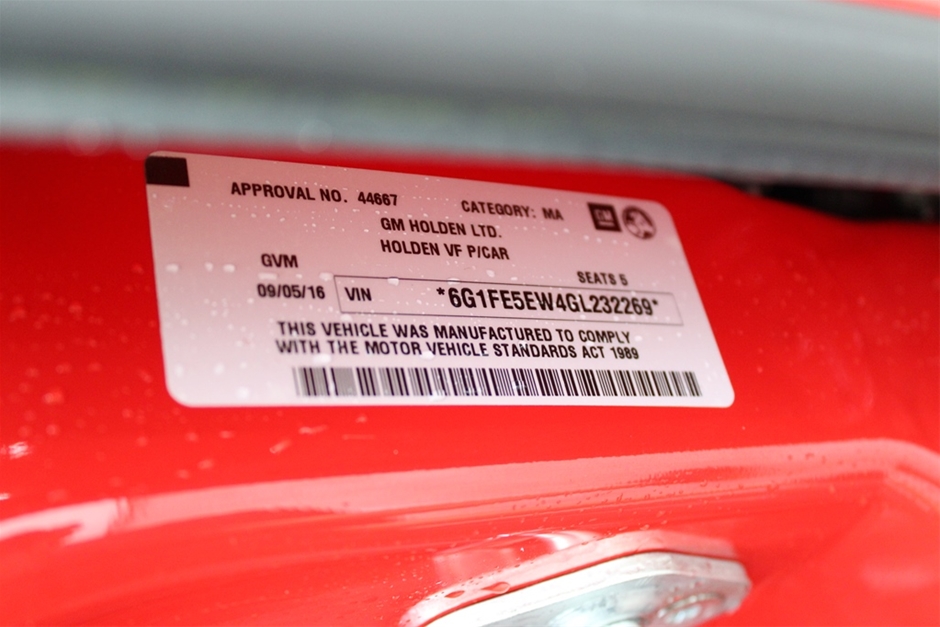 APPROVAL NO. 44667 CATEGORY: MA GM
GM HOLDEN LTD.
HOLDEN VF P/CAR
GVM SEATS 5
09/05/16 VIN *6G1FE5EW4GL232269*
THIS VEHICLE WAS MANUFACTURED TO COMPLY
WITH THE MOTOR VEHICLE STANDARDS ACT 1989